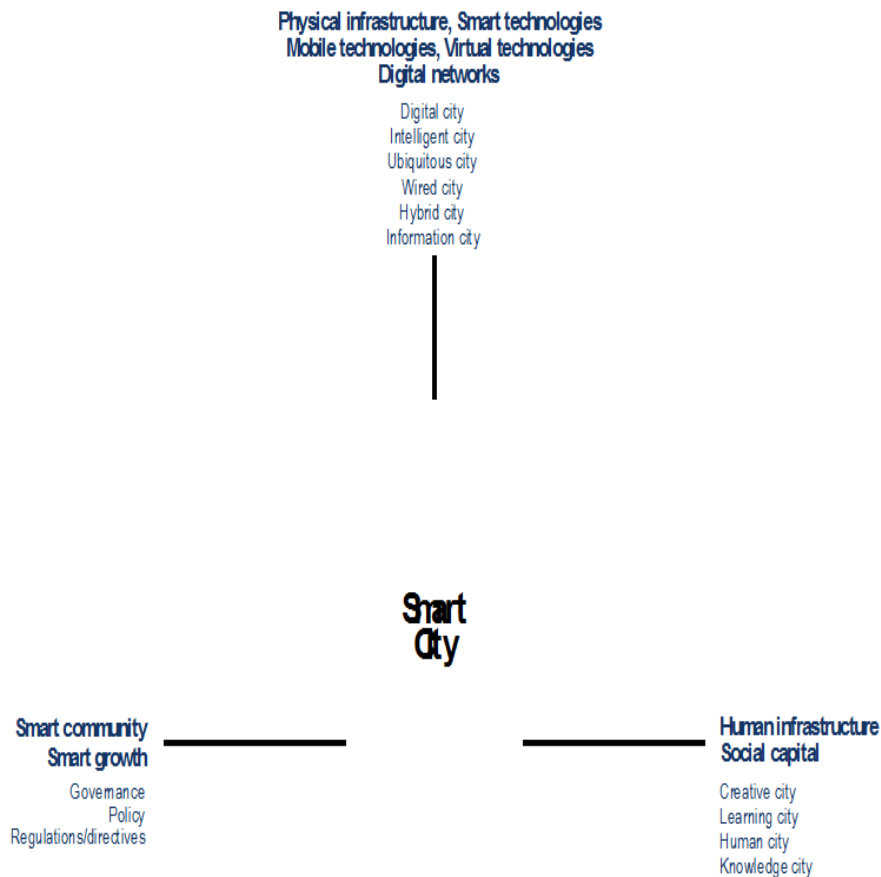 Physical infrastructure, Smart technologies
Mobile technologies, Virtual technologies
Digital networks
Digital city
Intelligent city
Ubiquitous city
Wired city
Hybrid city
Information city
Smart
City
Smart community
Smart growth
Governance
Policy
Regulations/directives
Human infrastructure
Social capital
Creative city
Learning city
Human city
Knowledge city